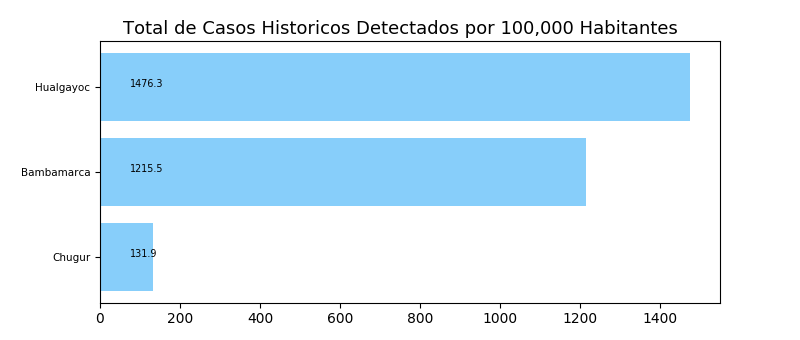 Total de Casos Historicos Detectados por 100,000 Habitantes
Hualgayoc
1476.3
Bambamarca
1215.5
Chugur
131.9
0 200 400 600 800 1000 1200 1400